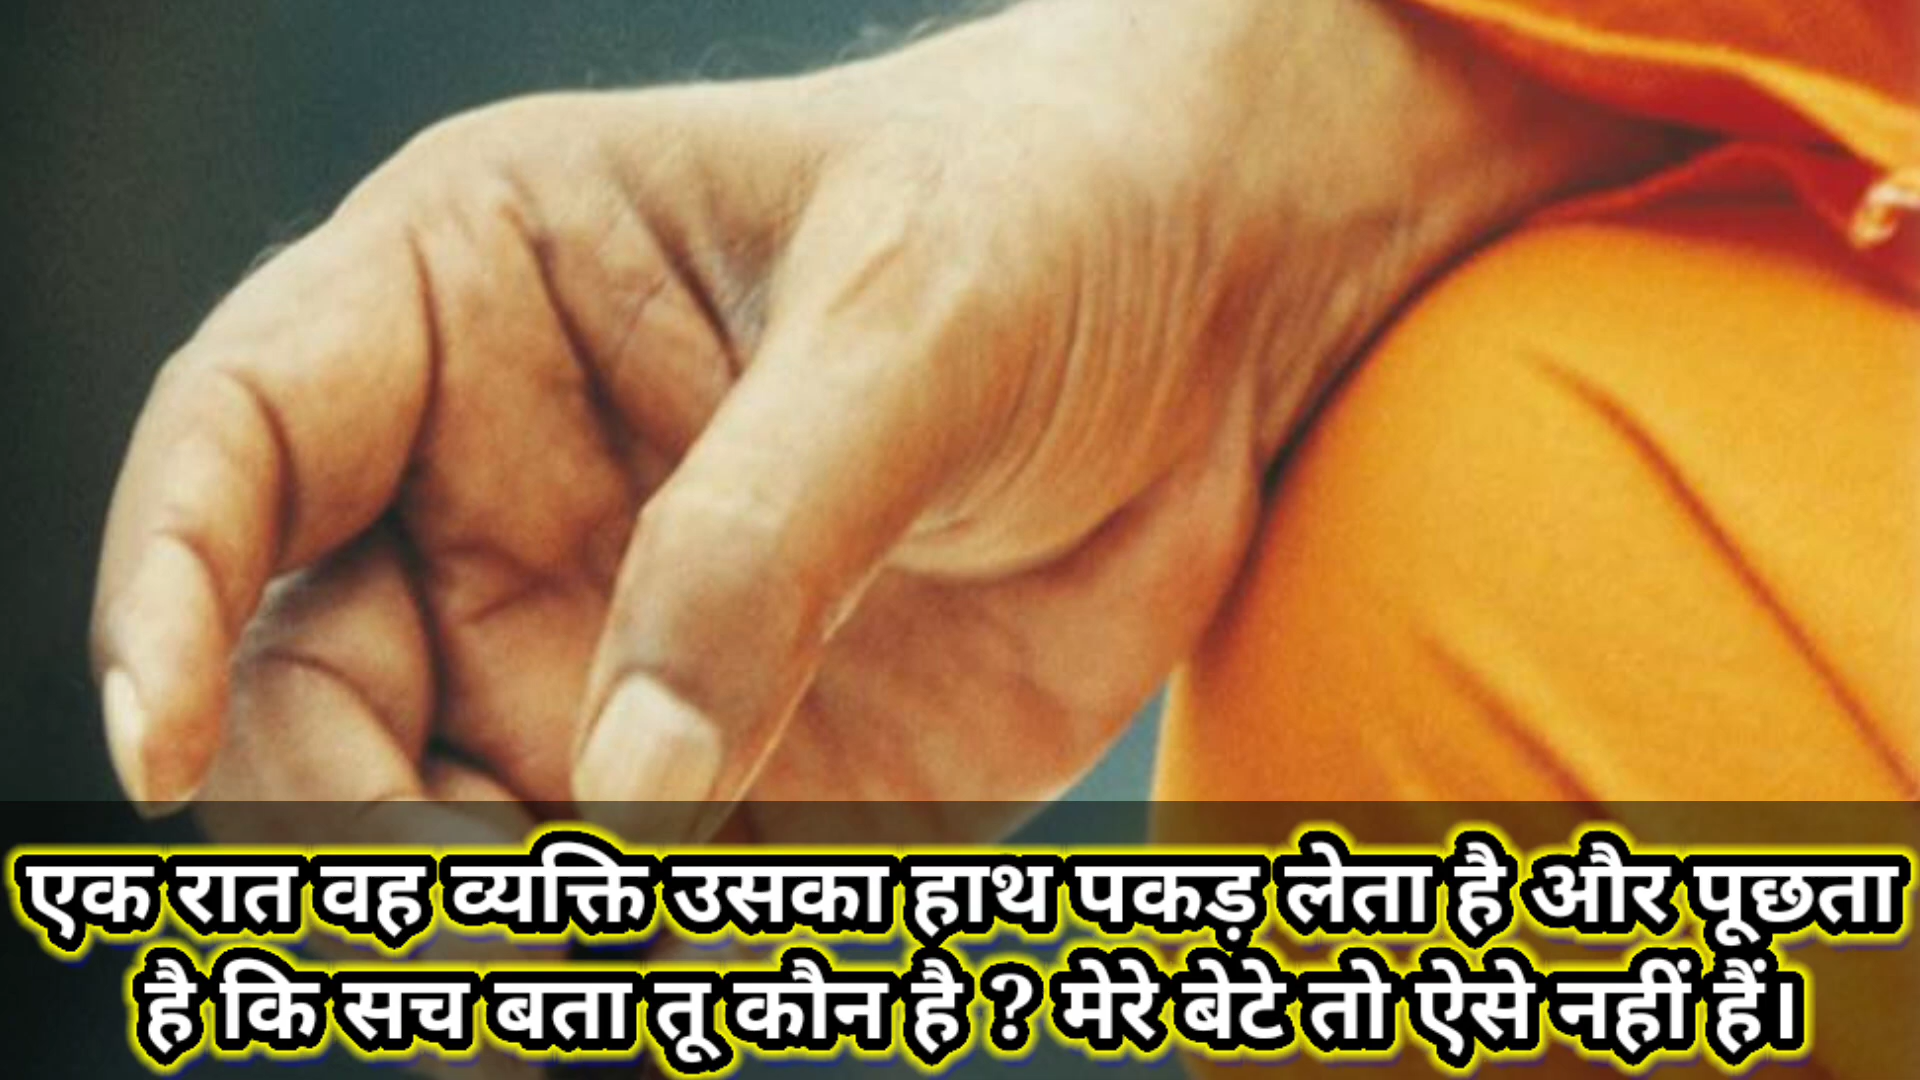 एक रात वह व्यक्ति उसका हाथ पकड़ लेता है और पूछता
है कि सच बता तू कौन है ? मेरे बेटे तो ऐसे नहीं हैं।